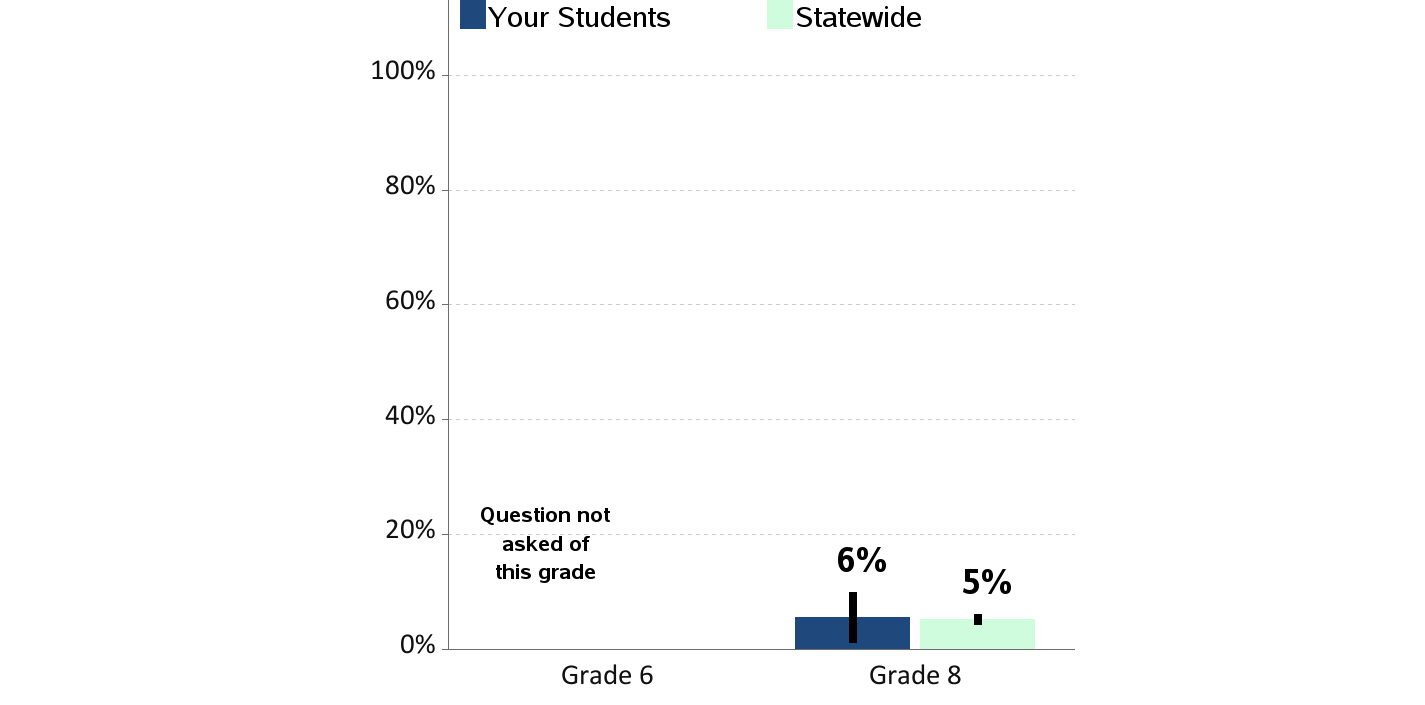 Your Students Statewide
100%
80%
60%
40%
20%
0%
Question not
asked of
this grade
6%
5%
Grade 6 Grade 8